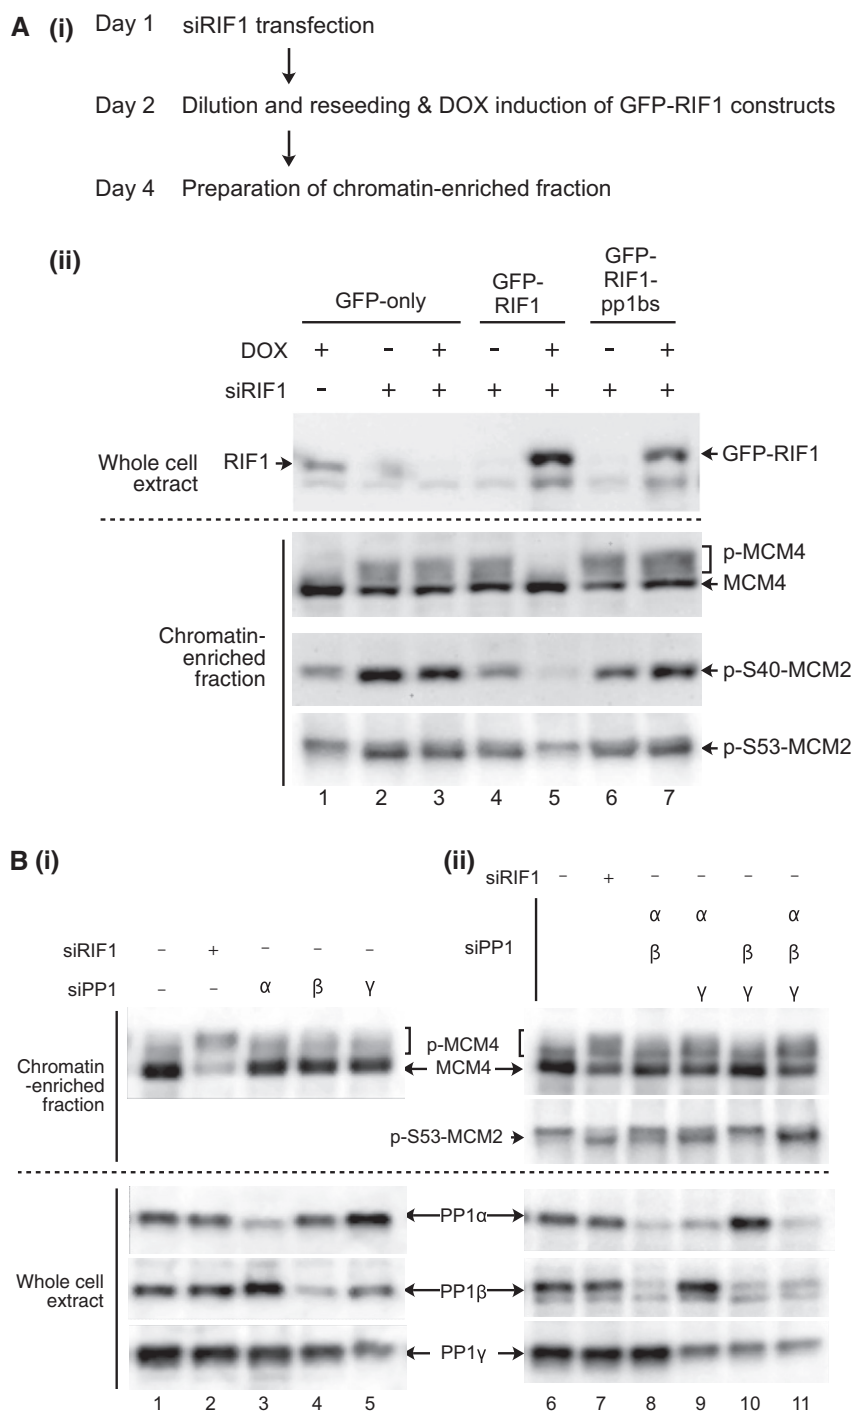 A (i) Day 1 siRIF1 transfection
Day 2 Dilution and reseeding & DOX induction of GFP-RIF1 constructs
Day 4 Preparation of chromatin-enriched fraction
(ii)
GFP-only
GFP-
RIF1
GFP-
RIF1-
pp1bs
DOX + - + - + - +
siRIF1 - + + + + + +
Whole cell
extract
RIF1
GFP-RIF1
Chromatin-
enriched
fraction
p-MCM4
MCM4
p-S40-MCM2
p-S53-MCM2
1 2 3 4 5 6 7
B (i)
siRIF1 - + - - -
siPP1 - - α β γ
(ii)
siRIF1 - + - - - -
siPP1
α α α
β β β
γ γ γ
Chromatin
-enriched
fraction
p-MCM4
MCM4
p-S53-MCM2
Whole cell
extract
PP1α
PP1β
PP1γ
1 2 3 4 5 6 7 8 9 10 11